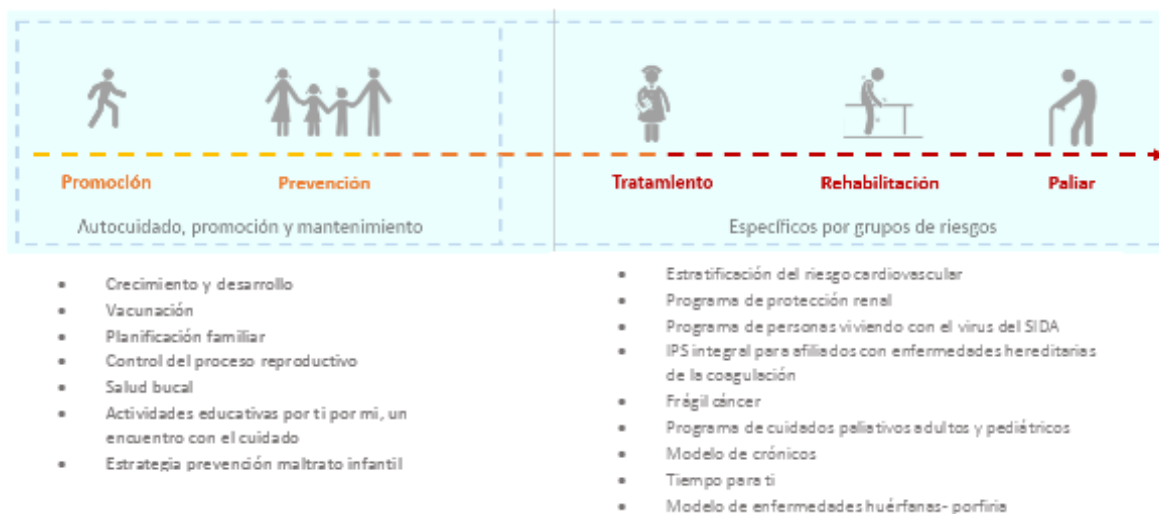 Promoción
Prevención
Tratamiento
Rehabilitación
Paliar
Autocuidado, promoción y mantenimiento
Específicos por grupos de riesgos
• Crecimiento y desarrollo
• Vacunación
• Planificación familiar
• Control del proceso reproductivo
• Salud bucal
• Actividades educativas por ti por mi, un
encuentro con el cuidado
• Estrategia prevención maltrato infantil
• Estratificación del riesgo cardiovascular
• Programa de protección renal
• Programa de personas viviendo con el virus del SIDA
• IPS integral para afiliados con enfermedades hereditarias
de la coagulación
• Frágil cáncer
• Programa de cuidados paliativos adultos y pediátricos
• Modelo de crónicos
• Tiempo para ti
• Modelo de enfermedades huérfanas- porfiria